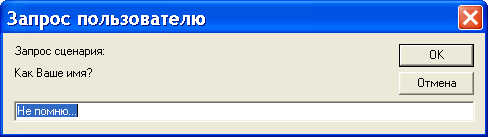 Запрос пользователю
Запрос сценария:
Как Ваше имя?
OK
Отмена
Не помню...